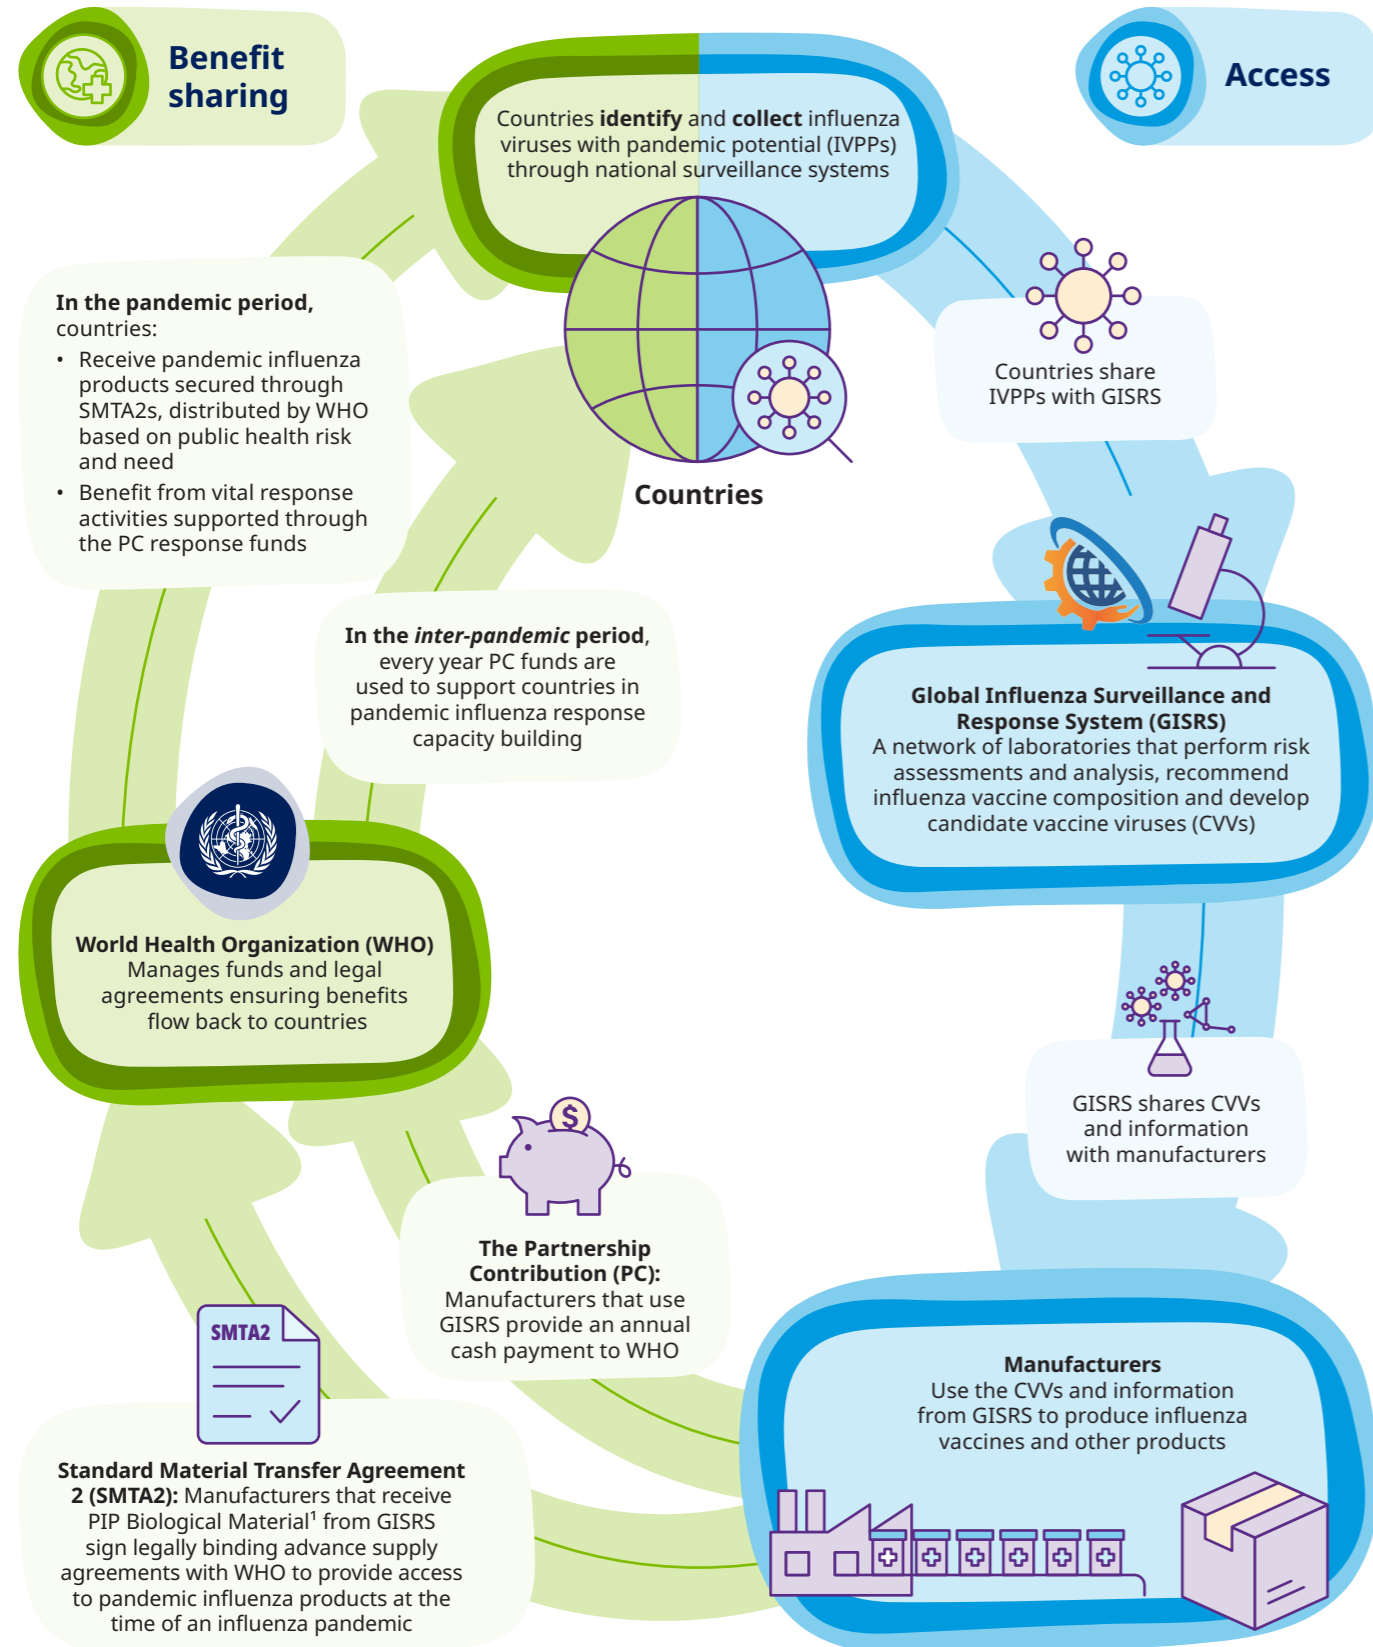 Benefit
sharing
Access
Countries identify and collect influenza
viruses with pandemic potential (IVPPs)
through national surveillance systems
Countries
Countries share
IVPPs with GISRS
Global Influenza Surveillance and
Response System (GISRS)
A network of laboratories that perform risk
assessments and analysis, recommend
influenza vaccine composition and develop
candidate vaccine viruses (CVVs)
GISRS shares CVVs
and information
with manufacturers
Manufacturers
Use the CVVs and information
from GISRS to produce influenza
vaccines and other products
$
The Partnership
Contribution (PC):
Manufacturers that use
GISRS provide an annual
cash payment to WHO
SMTA2
Standard Material Transfer Agreement
2 (SMTA2): Manufacturers that receive
PIP Biological Material¹ from GISRS
sign legally binding advance supply
agreements with WHO to provide access
to pandemic influenza products at the
time of an influenza pandemic
World Health Organization (WHO)
Manages funds and legal
agreements ensuring benefits
flow back to countries
In the inter-pandemic period,
every year PC funds are
used to support countries in
pandemic influenza response
capacity building
In the pandemic period,
countries:
• Receive pandemic influenza
products secured through
SMTA2s, distributed by WHO
based on public health risk
and need
• Benefit from vital response
activities supported through
the PC response funds